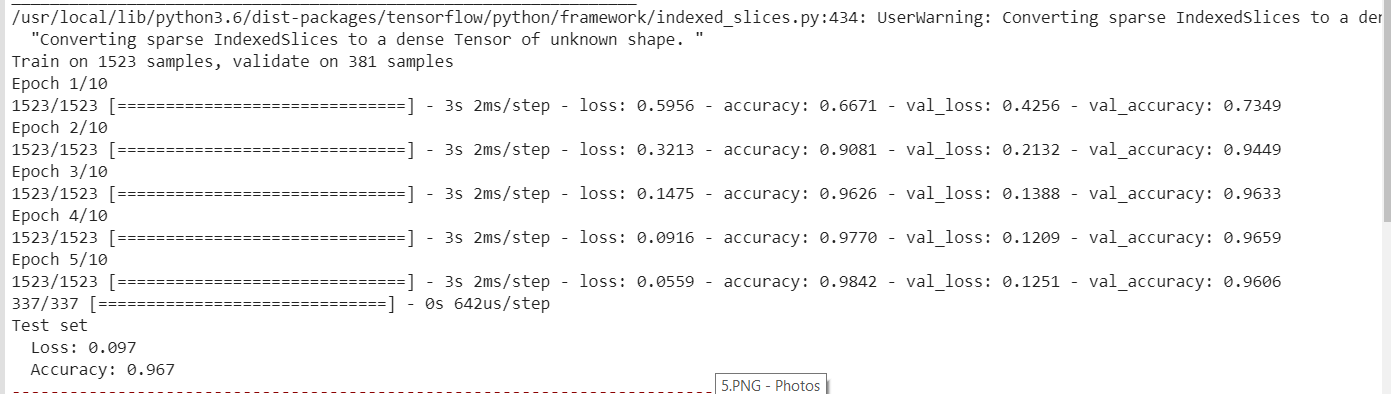 /usr/local/lib/python3.6/dist-packages/tensorflow/python/framework/indexed_slices.py:434: UserWarning: Converting sparse IndexedSlices to a
"Converting sparse IndexedSlices to a dense Tensor of unknown shape. "
Train on 1523 samples, validate on 381 samples
Epoch 1/10
1523/1523 [==============================] - 3s 2ms/step - loss: 0.5956 - accuracy: 0.6671 - val_loss: 0.4256 - val_accuracy: 0.7349
Epoch 2/10
1523/1523 [==============================] - 3s 2ms/step - loss: 0.3213 - accuracy: 0.9081 - val_loss: 0.2132 - val_accuracy: 0.9449
Epoch 3/10
1523/1523 [==============================] - 3s 2ms/step - loss: 0.1475 - accuracy: 0.9626 - val_loss: 0.1388 - val_accuracy: 0.9633
Epoch 4/10
1523/1523 [==============================] - 3s 2ms/step - loss: 0.0916 - accuracy: 0.9770 - val_loss: 0.1209 - val_accuracy: 0.9659
Epoch 5/10
1523/1523 [==============================] - 3s 2ms/step - loss: 0.0559 - accuracy: 0.9842 - val_loss: 0.1251 - val_accuracy: 0.9606
337/337 [==============================] - 0s 642us/step
Test set
Loss: 0.097
Accuracy: 0.967
5.PNG - Photos